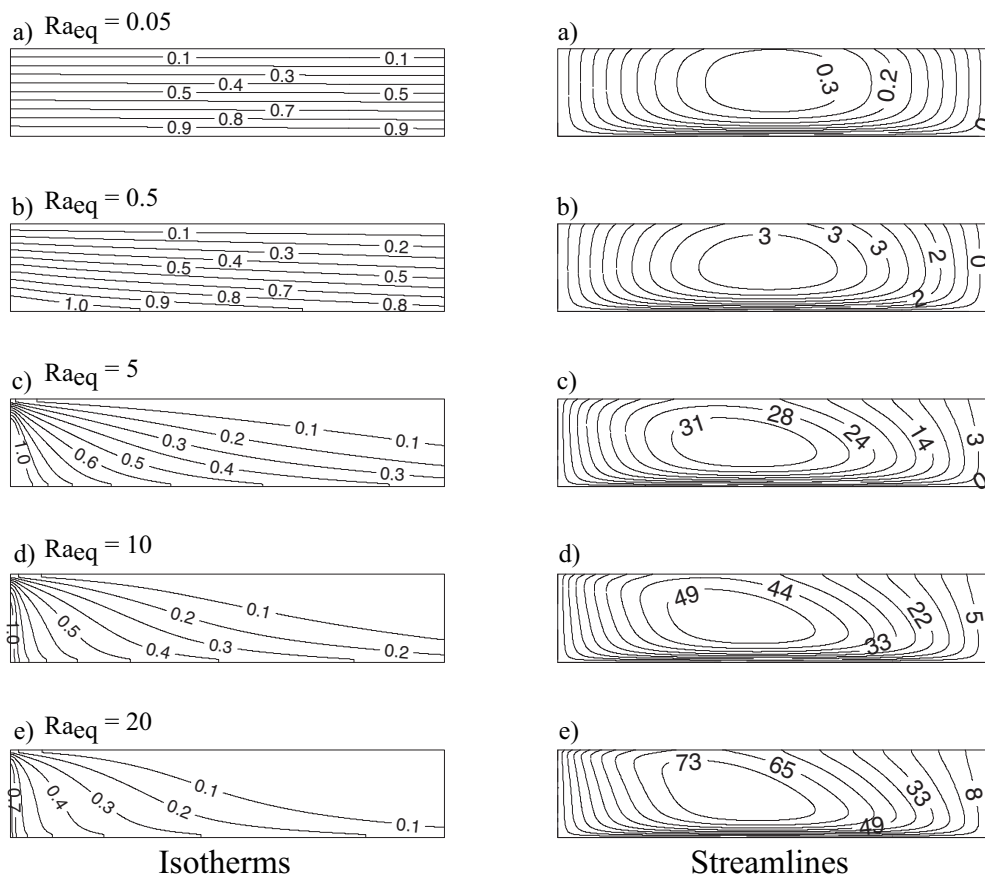 a) Raeq = 0.05
a)
0.1 0.1
0.3
0.4
0.5 0.5
0.7
0.8
0.9 0.9
0.3 0.2 0
b) Raeq = 0.5
b)
0.1 0.2
0.3
0.4
0.5 0.5
0.7
0.8 0.8
0.9
1.0
3 3 3 2 0
2
c) Raeq = 5
c)
0.1 0.1
0.2
0.3 0.3
0.4
0.5
0.6
1.0
31 28 24 14 3
0
d) Raeq = 10
d)
0.1
0.2 0.2
0.3
0.4
0.5
1.0
49 44 22 5
33
e) Raeq = 20
e)
0.1 0.1
0.2
0.3
0.4
0.7
73 65 33 8
49
Isotherms
Streamlines